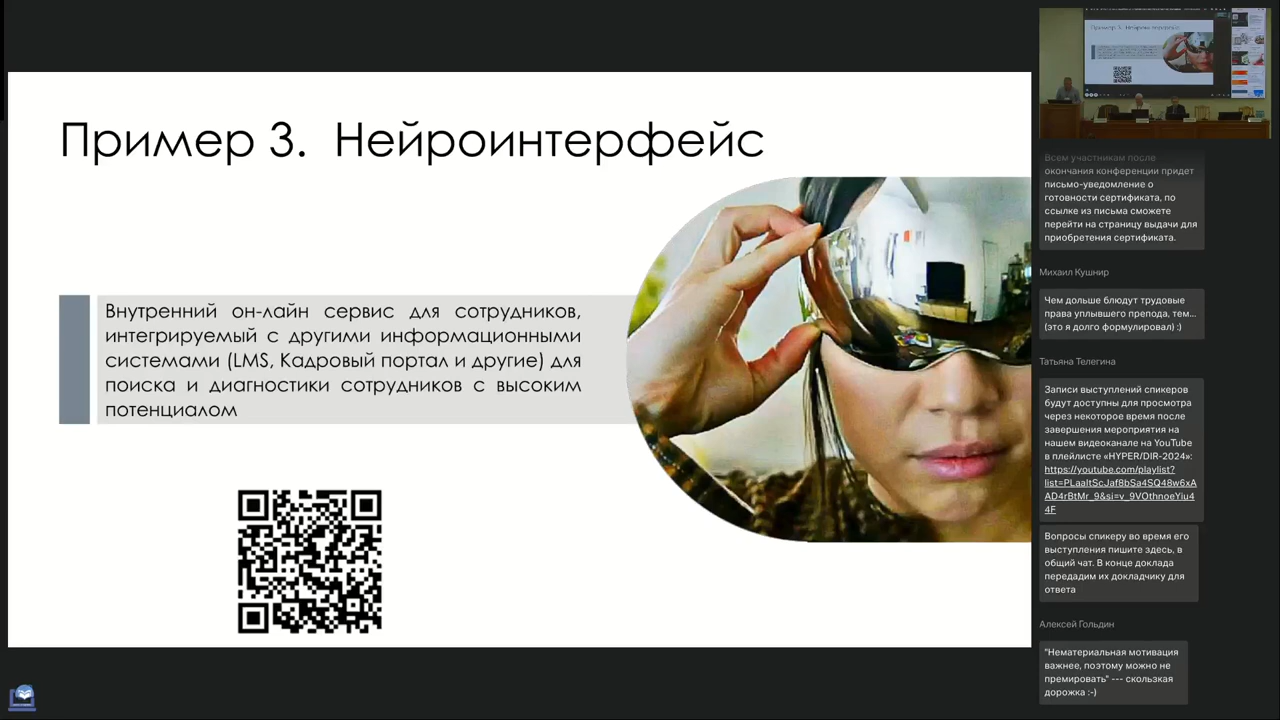 Пример 3. Нейроинтерфейс
Внутренний он-лайн сервис для сотрудников,
интегрируемый с другими информационными
системами (LMS, Кадровый портал и другие) для
поиска и диагностики сотрудников с высоким
потенциалом
Всем участникам после
окончания конференции придет
письмо-уведомление о
готовности сертификата, по
ссылке из письма сможете
перейти на страницу выдачи для
приобретения сертификата.
Михаил Кушнир
Чем дольше блюдут трудовые
права уплывшего препода, тем...
(это я долго формулировал) :)
Татьяна Телегина
Записи выступлений спикеров
будут доступны для просмотра
через некоторое время после
завершения мероприятия на
нашем видеоканале на YouTube
в плейлисте «HYPER/DIR-2024»:
https://youtube.com/playlist?
list=PLaaltScJaf8bSa4SQ48w6xA
AD4rBtMr_9&si=v_9VOthnoeYiu4
4F
Вопросы спикеру во время его
выступления пишите здесь, в
общий чат. В конце доклада
передадим их докладчику для
ответа
Алексей Гольдин
"Нематериальная мотивация
важнее, поэтому можно не
премировать" --- скользкая
дорожка :-)